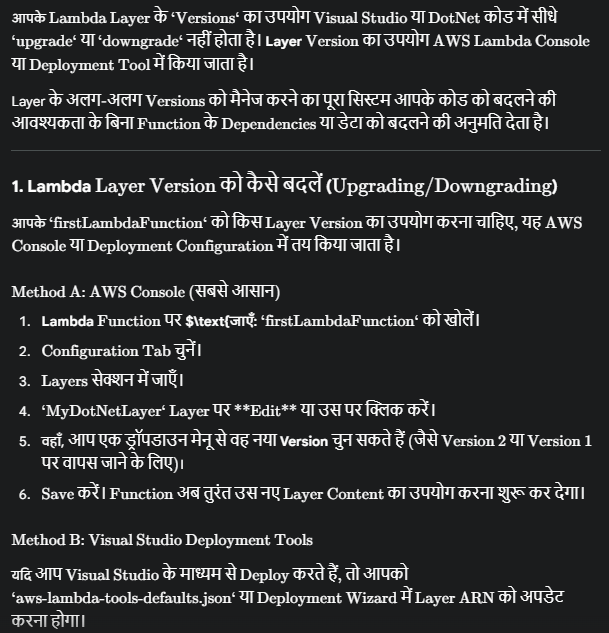 आपके Lambda Layer के ‘Versions‘ का उपयोग Visual Studio या DotNet कोड में सीधे
‘upgrade‘ या ‘downgrade‘ नहीं होता है। Layer Version का उपयोग AWS Lambda Console
या Deployment Tool में किया जाता है।
Layer के अलग-अलग Versions को मैनेज करने का पूरा सिस्टम आपके कोड को बदलने की
आवश्यकता के बिना Function के Dependencies या डेटा को बदलने की अनुमति देता है।
1. Lambda Layer Version को कैसे बदलें (Upgrading/Downgrading)
आपके ‘firstLambdaFunction‘ को किस Layer Version का उपयोग करना चाहिए, यह AWS
Console या Deployment Configuration में तय किया जाता है।
Method A: AWS Console (सबसे आसान)
1. Lambda Function पर $\text{जाएँ: ‘firstLambdaFunction‘ को खोलें।
2. Configuration Tab चुनें।
3. Layers सेक्शन में जाएँ।
4. ‘MyDotNetLayer‘ Layer पर **Edit** या उस पर क्लिक करें।
5. वहाँ, आप एक ड्रॉपडाउन मेनू से वह नया Version चुन सकते हैं (जैसे Version 2 या Version 1
पर वापस जाने के लिए)।
6. Save करें। Function अब तुरंत उस नए Layer Content का उपयोग करना शुरू कर देगा।
Method B: Visual Studio Deployment Tools
यदि आप Visual Studio के माध्यम से Deploy करते हैं, तो आपको
‘aws-lambda-tools-defaults.json‘ या Deployment Wizard में Layer ARN को अपडेट
करना होगा।